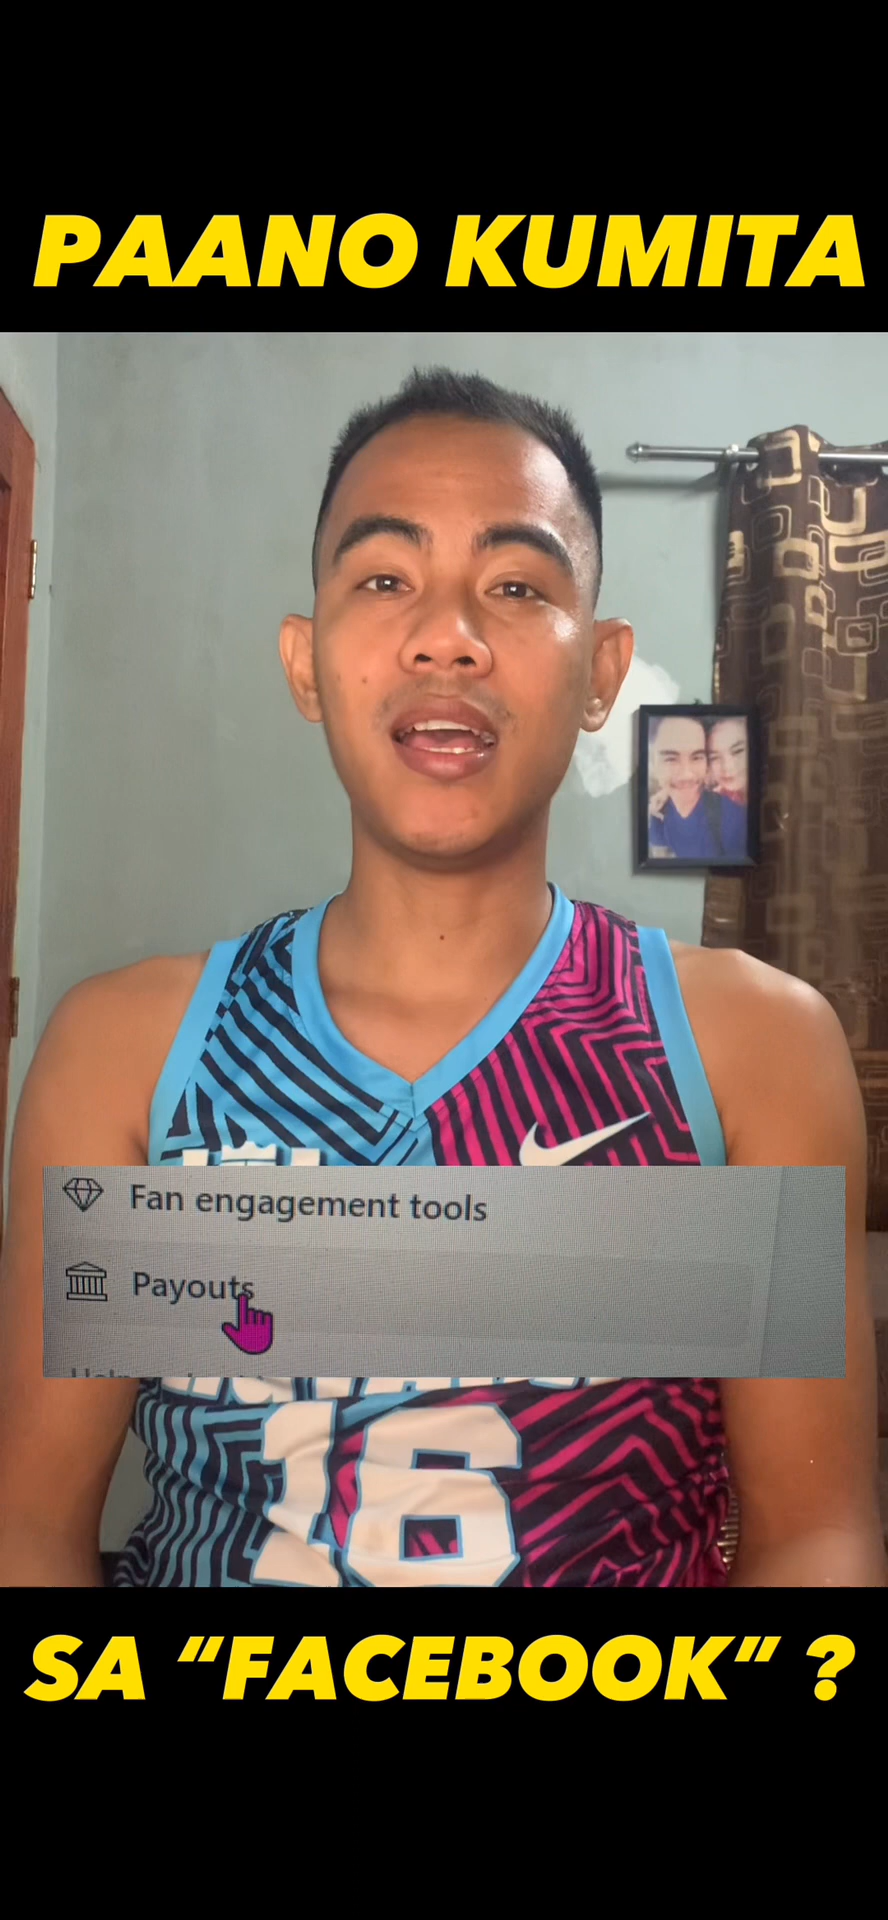 PAANO KUMITA
Fan engagement tools
Payouts
16
SA “FACEBOOK” ?